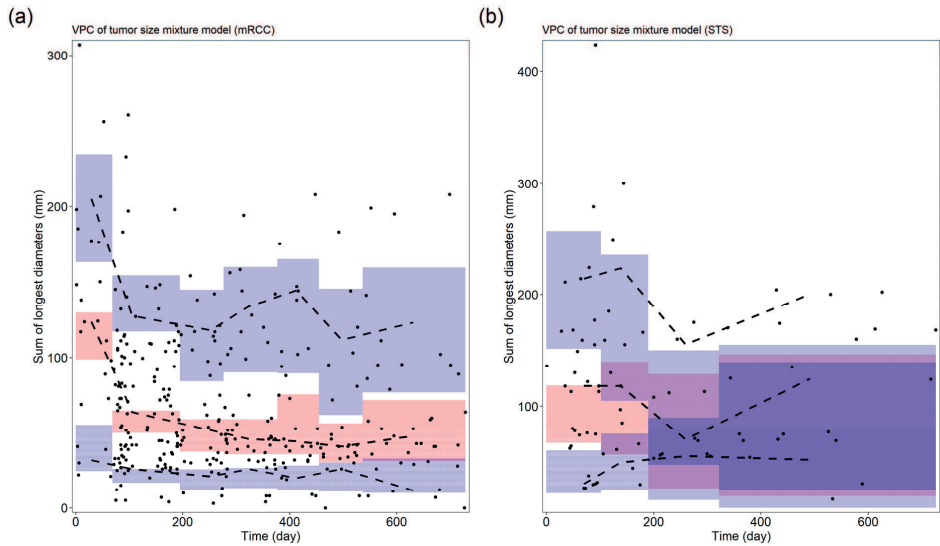 (a)
VPC of tumor size mixture model (mRCC)
Sum of longest diameters (mm)
300
200
100
0
0
200
400
600
Time (day)
(b)
VPC of tumor size mixture model (STS)
Sum of longest diameters (mm)
400
300
200
100
0
200
400
600
Time (day)